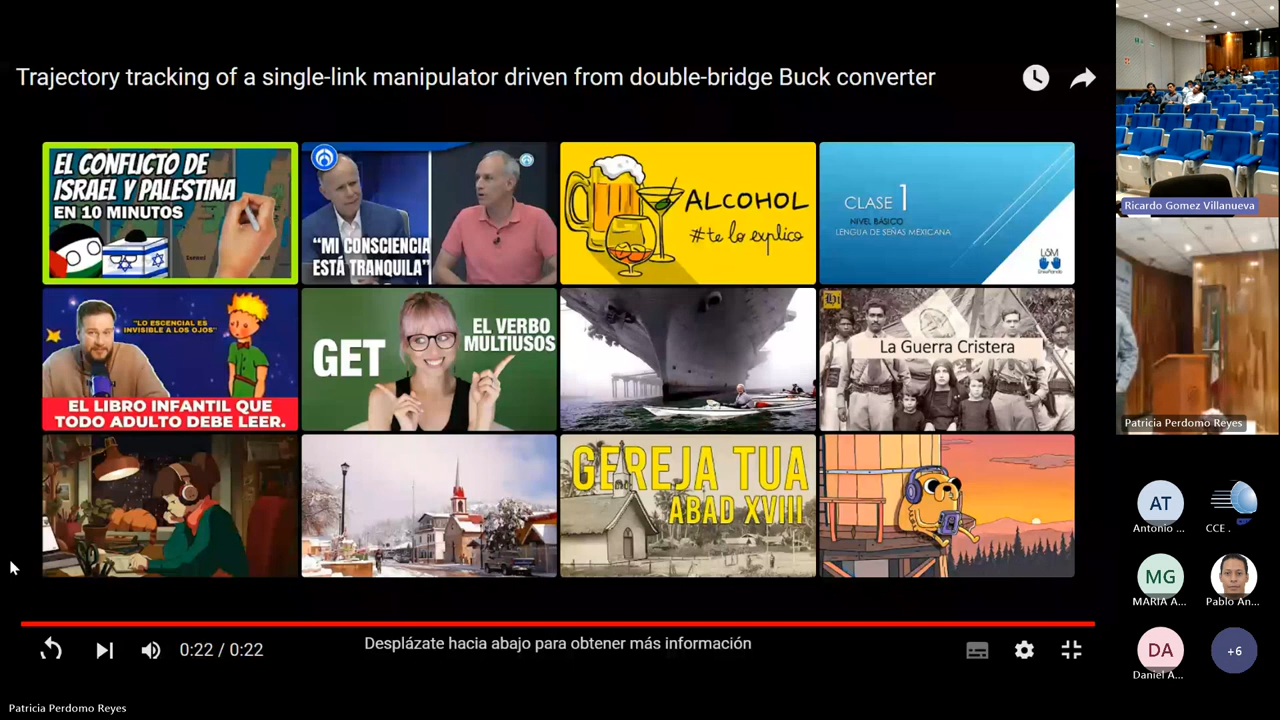 Trajectory tracking of a single-link manipulator driven from double-bridge Buck converter
EL CONFLICTO DE
ISRAEL Y PALESTINA
EN 10 MINUTOS
"MI CONSCIENCIA
ESTÁ TRANQUILA"
ALCOHOL
#te lo explico
CLASE 1
NIVEL BÁSICO
LENGUA DE SEÑAS MEXICANA
LSM
"LO ESCENCIAL ES
INVISIBLE A LOS OJOS"
EL LIBRO INFANTIL QUE
TODO ADULTO DEBE LEER.
GET
EL VERBO
MULTIUSOS
La Guerra Cristera
GEREJA TUA
ABAD XVIII
0:22 / 0:22
Desplázate hacia abajo para obtener más información
Patricia Perdomo Reyes
Ricardo Gomez Villanueva
Patricia Perdomo Reyes
AT
Antonio ...
CCE .
MG
MARIA A...
Pablo An...
DA
Daniel A...
+6